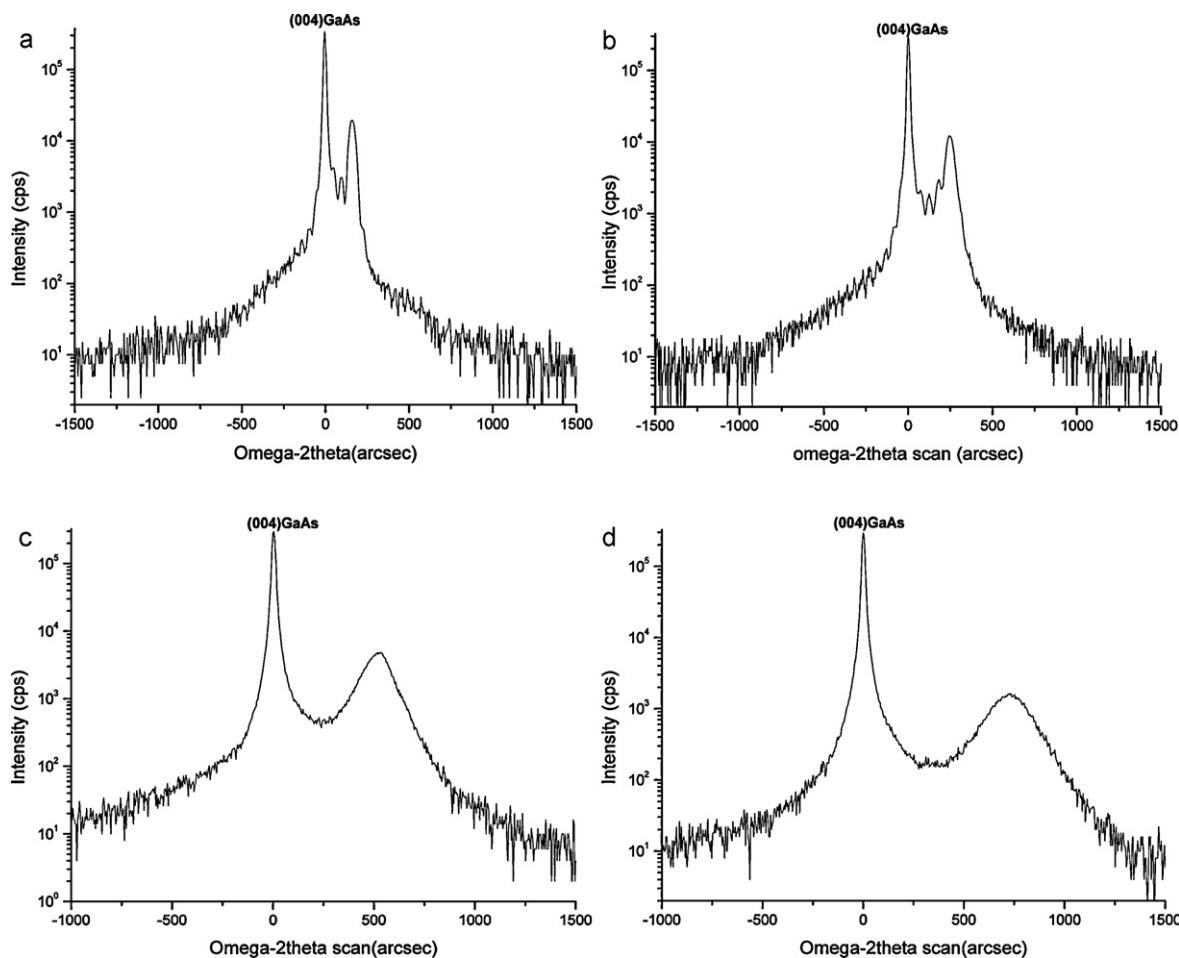 a
(004)GaAs
10^5
10^4
10^3
10^2
10^1
Intensity (cps)
-1500 -1000 -500 0 500 1000 1500
Omega-2theta(arcsec)
b
(004)GaAs
10^5
10^4
10^3
10^2
10^1
Intensity (cps)
-1500 -1000 -500 0 500 1000 1500
omega-2theta scan (arcsec)
c
(004)GaAs
10^5
10^4
10^3
10^2
10^1
10^0
Intensity (cps)
-1000 -500 0 500 1000 1500
Omega-2theta scan(arcsec)
d
(004)GaAs
10^5
10^4
10^3
10^2
10^1
Intensity (cps)
-1000 -500 0 500 1000 1500
Omega-2theta scan(arcsec)